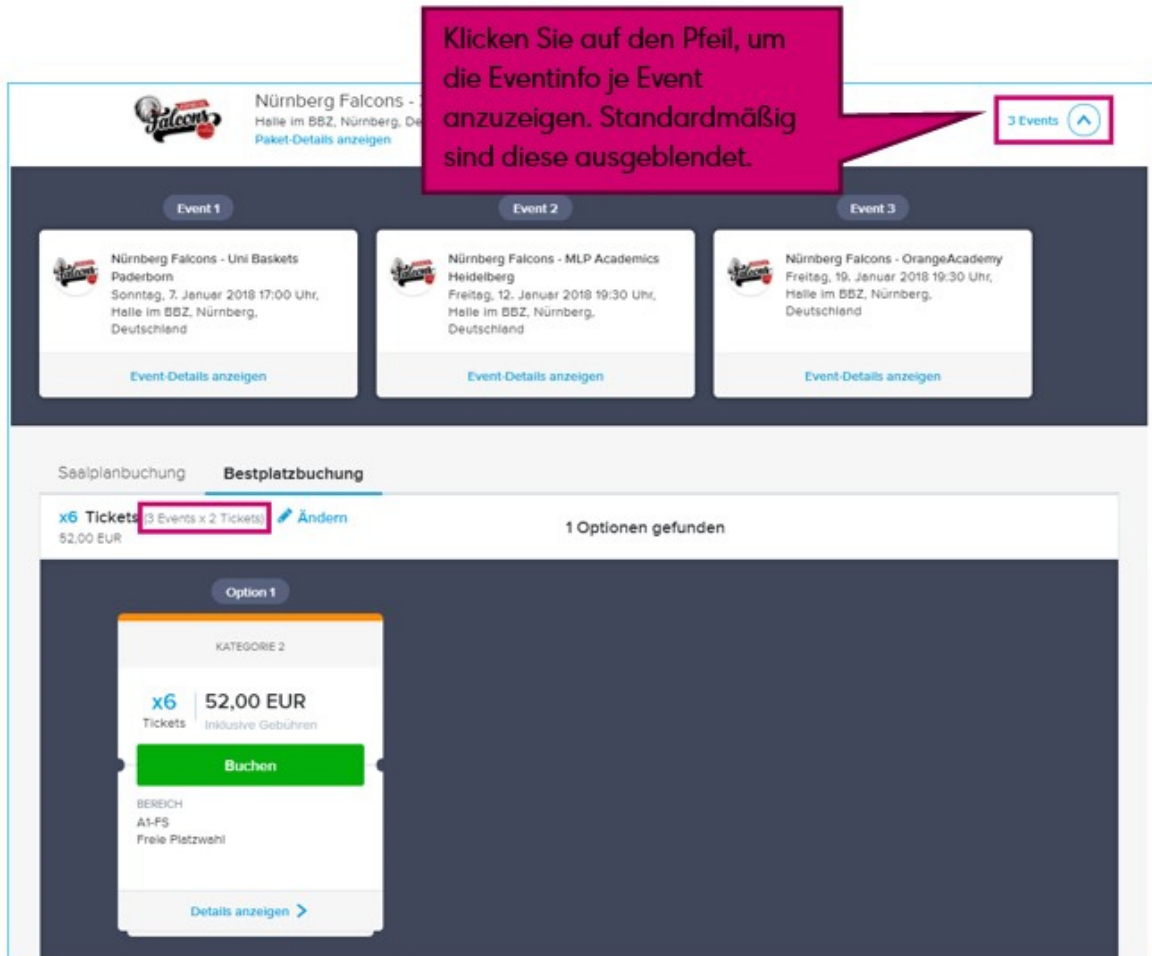 Klicken Sie auf den Pfeil, um
die Eventinfo je Event
anzuzeigen. Standardmäßig
sind diese ausgeblendet.
Falcons
Nürnberg Falcons -
Halle im BBZ, Nürnberg, De
Paket-Details anzeigen
3 Events
Event 1
Event 2
Event 3
Nürnberg Falcons - Uni Baskets
Paderborn
Sonntag, 7. Januar 2018 17:00 Uhr,
Halle im BBZ, Nürnberg,
Deutschland
Event-Details anzeigen
Nürnberg Falcons - MLP Academics
Heidelberg
Freitag, 12. Januar 2018 19:30 Uhr,
Halle im BBZ, Nürnberg,
Deutschland
Event-Details anzeigen
Nürnberg Falcons - OrangeAcademy
Freitag, 19. Januar 2018 19:30 Uhr,
Halle im BBZ, Nürnberg,
Deutschland
Event-Details anzeigen
Saalplanbuchung Bestplatzbuchung
x6 Tickets (3 Events x 2 Tickets) Ändern
52,00 EUR
1 Optionen gefunden
Option 1
KATEGORIE 2
x6 52,00 EUR
Tickets Inklusive Gebühren
Buchen
BEREICH
A1-FS
Freie Platzwahl
Details anzeigen